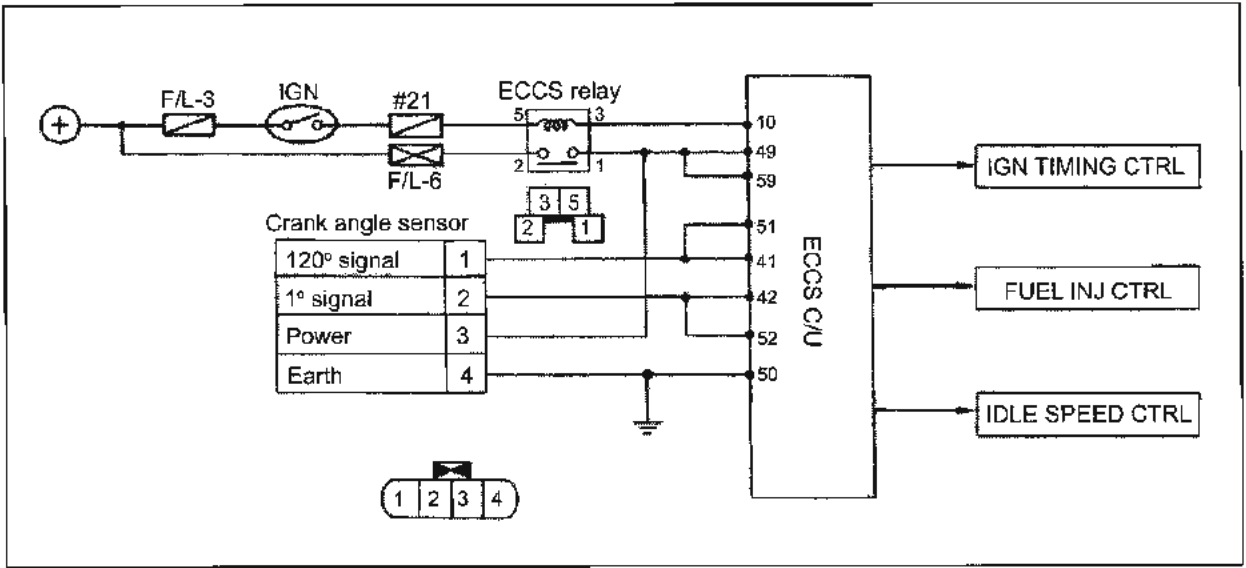 F/L-3
IGN
#21
ECCS relay
5
3
2
1
F/L-6
3 5
2 1
10
49
59
51
41
42
52
50
ECCS C/U
IGN TIMING CTRL
FUEL INJ CTRL
IDLE SPEED CTRL
Crank angle sensor
120° signal 1
1° signal 2
Power 3
Earth 4
1 2 3 4
+